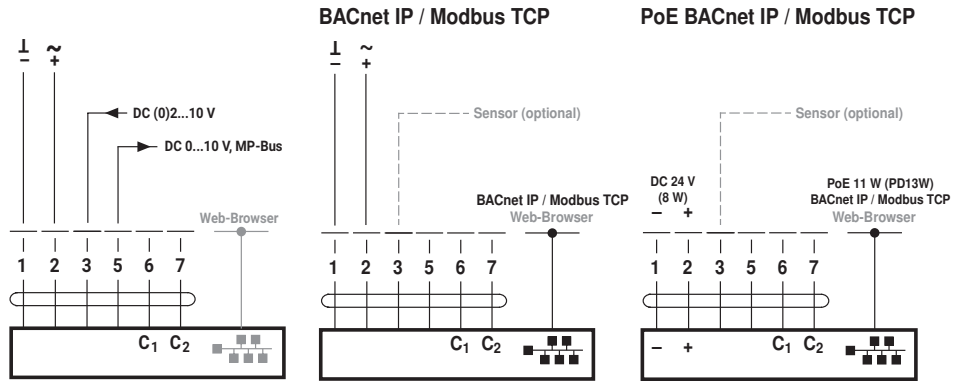 BACnet IP / Modbus TCP
PoE BACnet IP / Modbus TCP
⊥ ~
– +
DC (0)2...10 V
DC 0...10 V, MP-Bus
Web-Browser
1 2 3 5 6 7
C1 C2
⊥ ~
– +
Sensor (optional)
BACnet IP / Modbus TCP
Web-Browser
1 2 3 5 6 7
C1 C2
Sensor (optional)
DC 24 V
(8 W)
– +
PoE 11 W (PD13W)
BACnet IP / Modbus TCP
Web-Browser
1 2 3 5 6 7
– + C1 C2